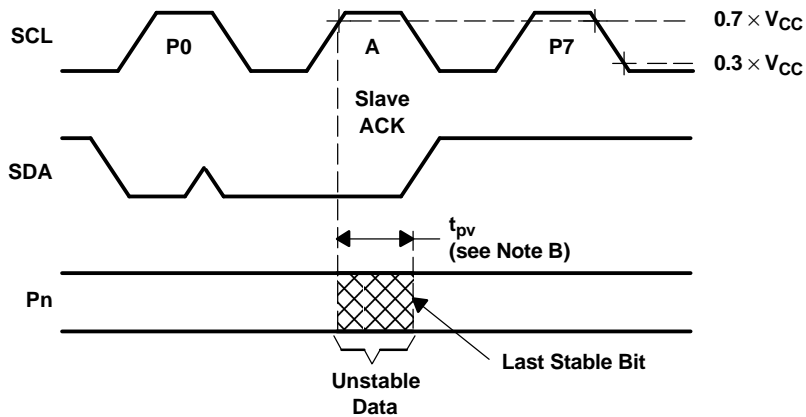 SCL
P0
A
P7
0.7 × VCC
0.3 × VCC
Slave
ACK
SDA
tpv
(see Note B)
Pn
Last Stable Bit
Unstable
Data